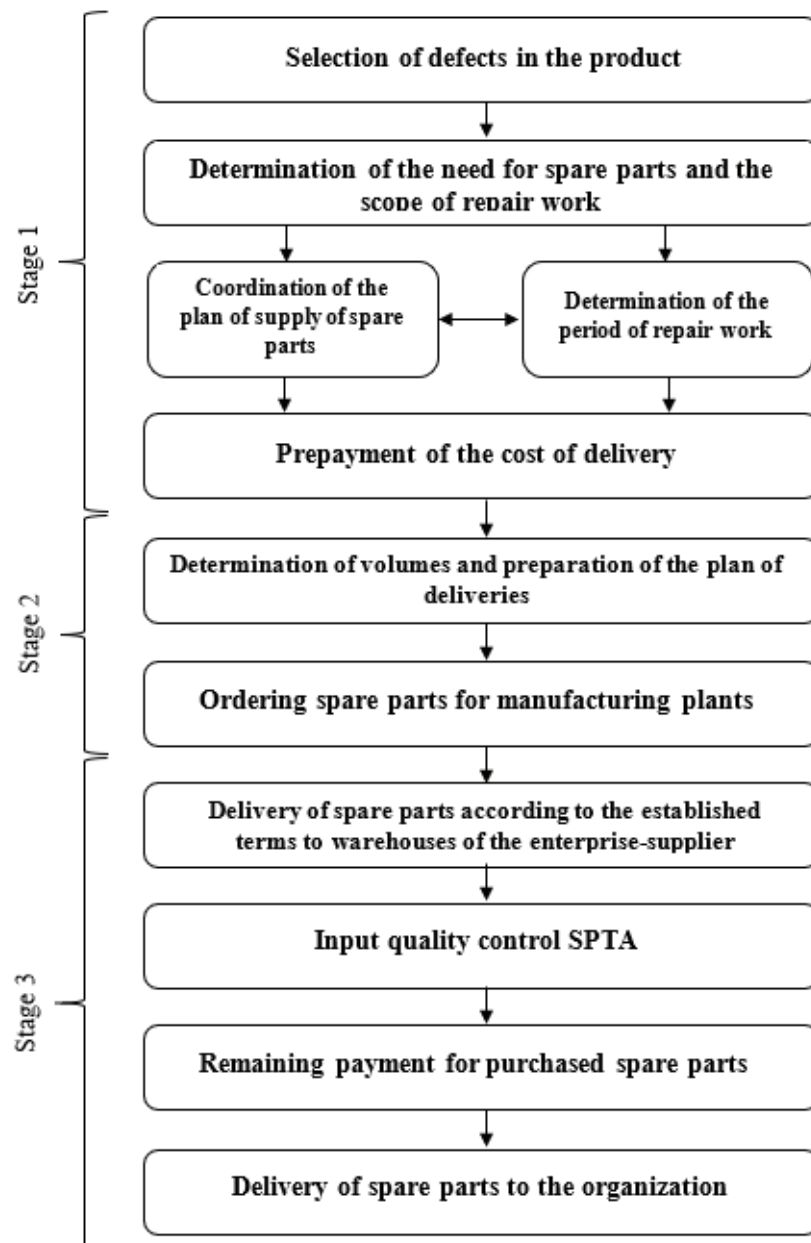 Selection of defects in the product
Determination of the need for spare parts and the
scope of repair work
Stage 1
Coordination of the
plan of supply of spare
parts
Determination of the
period of repair work
Prepayment of the cost of delivery
Determination of volumes and preparation of the plan of
deliveries
Stage 2
Ordering spare parts for manufacturing plants
Delivery of spare parts according to the established
terms to warehouses of the enterprise-supplier
Input quality control SPTA
Stage 3
Remaining payment for purchased spare parts
Delivery of spare parts to the organization